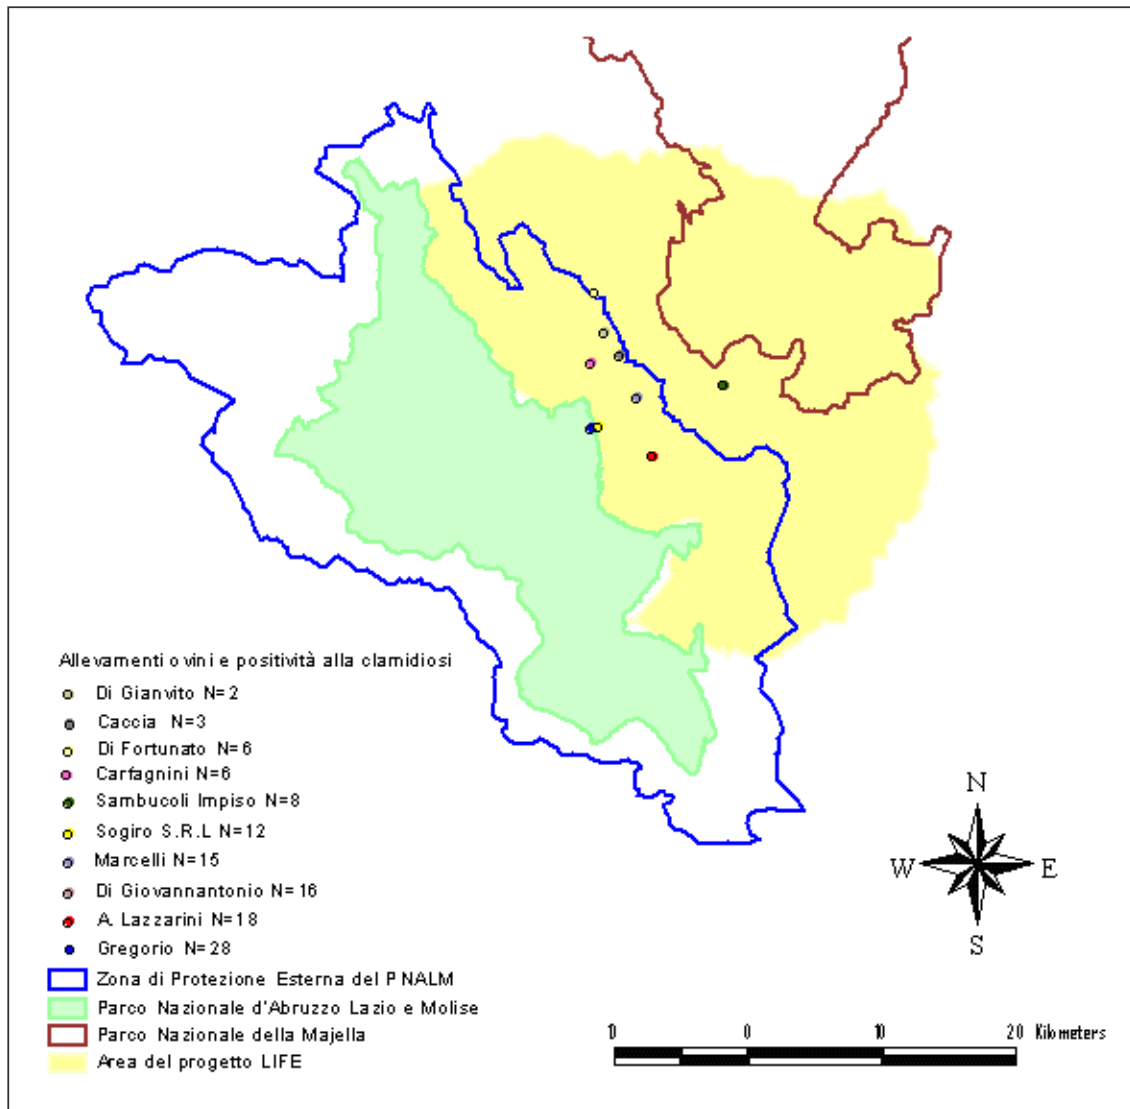 Allevamenti ovini e positività alla clamidiosi
Di Gianvito N=2
Caccia N=3
Di Fortunato N=6
Carfagnini N=6
Sambucoli Impiso N=8
Sogiro S.R.L N=12
Marcelli N=15
Di Giovannantonio N=16
A. Lazzarini N=18
Gregorio N=28
Zona di Protezione Esterna del PNALM
Parco Nazionale d'Abruzzo Lazio e Molise
Parco Nazionale della Majella
Area del progetto LIFE
N
W E
S
10 0 10 20 Kilometers